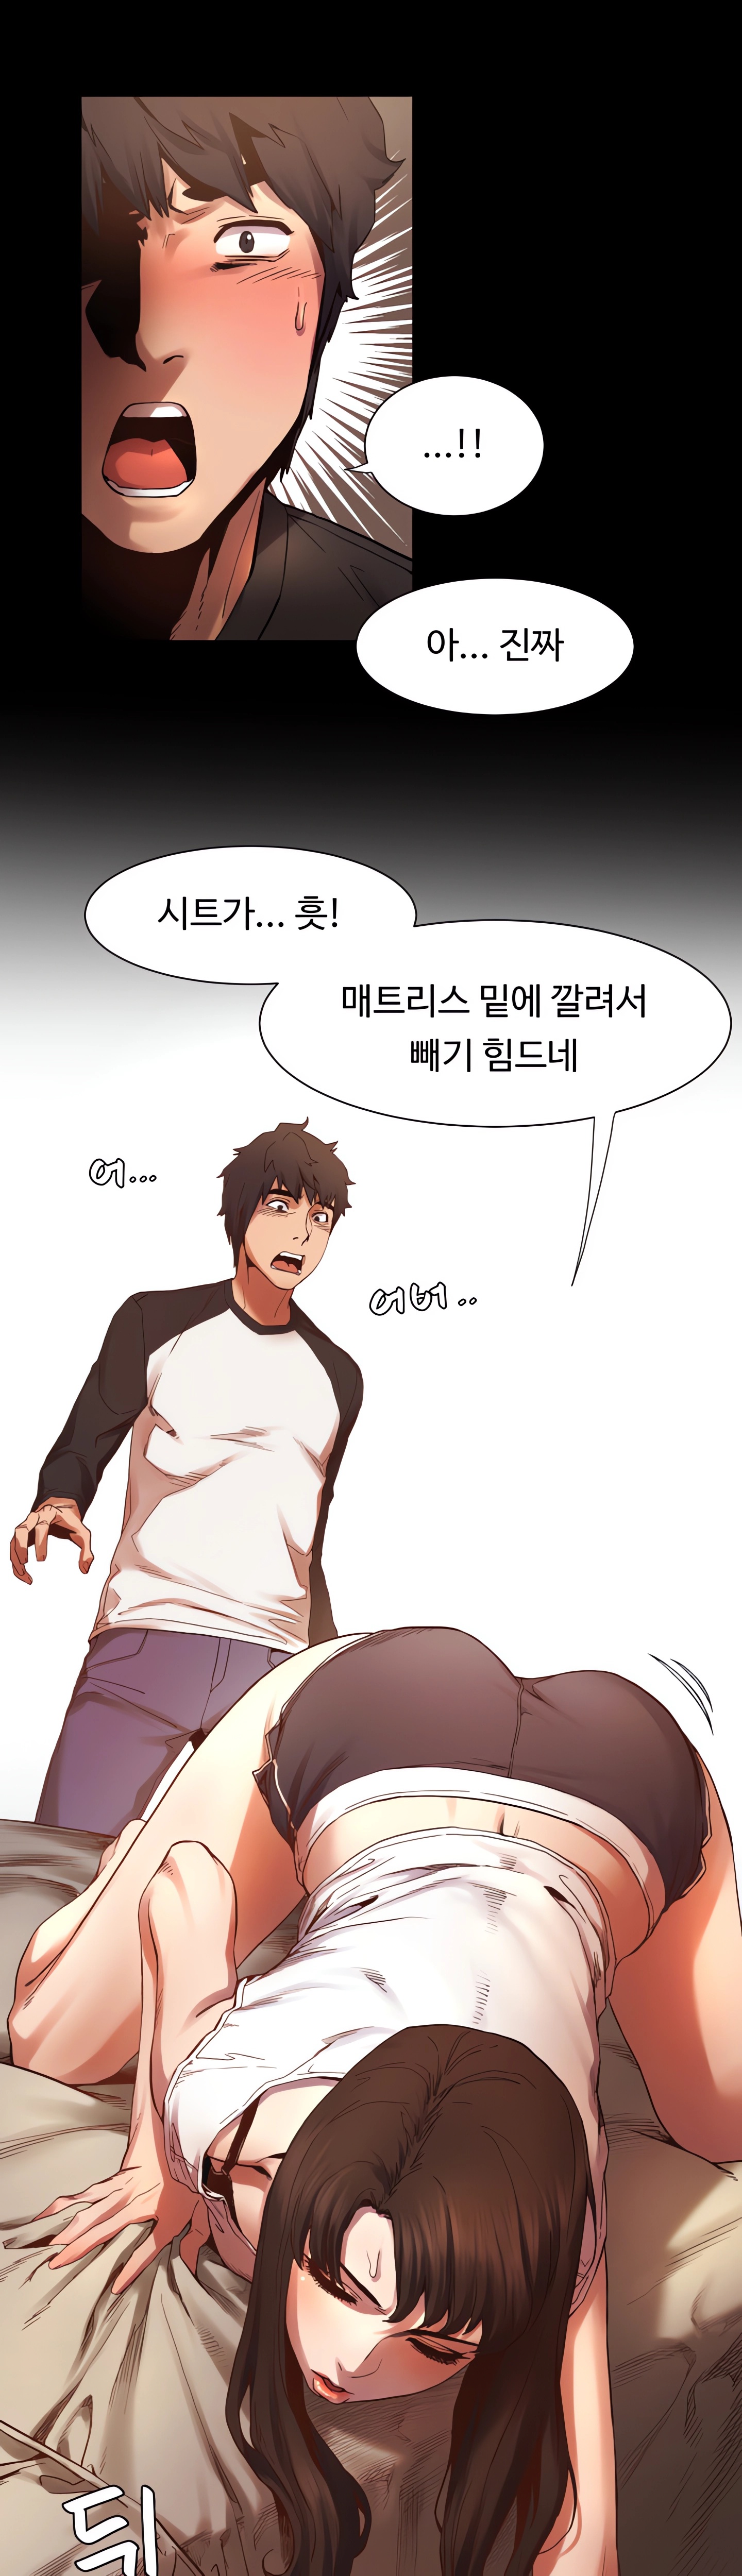 ...!!
아... 진짜
시트가... 흣!
매트리스 밑에 깔려서
빼기 힘드네
어...
어버..
뒤